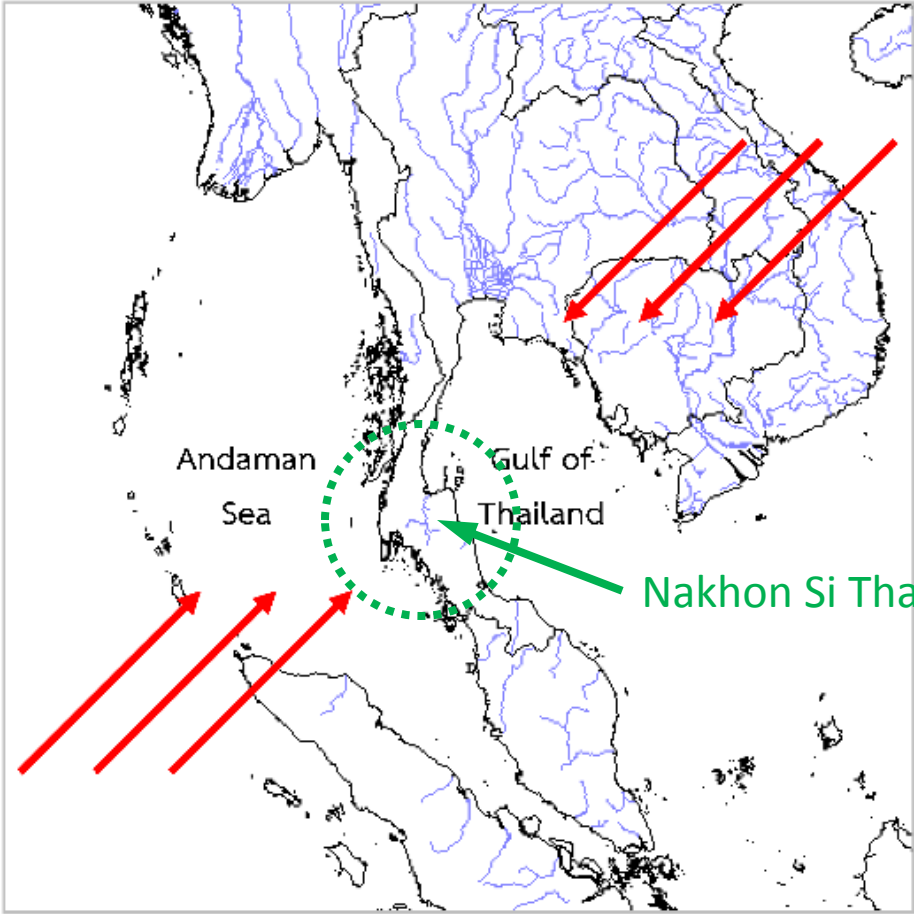 Andaman
Sea
Gulf of
Thailand
Nakhon Si Tha